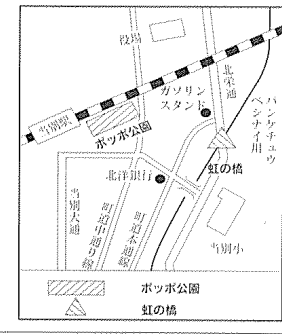 役場
北栄通
ガソリン
スタンド
パンケチュウ
ベシナイ川
当別駅
ポッポ公園
虹の橋
北洋銀行
当別大通
町道中通り線
町道本通線
当別小
ポッポ公園
虹の橋